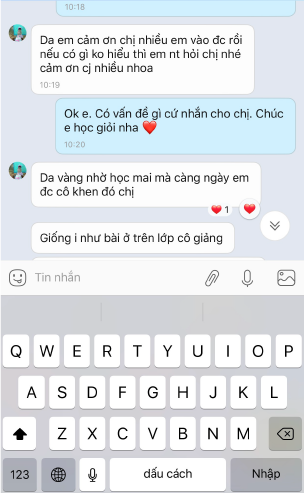 10:18
Da em cảm ơn chị nhiều em vào đc rồi
nếu có gì ko hiểu thì em nt hỏi chị nhé
cảm ơn cj nhiều nhoa
10:19
Ok e. Có vấn đề gì cứ nhắn cho chị. Chúc
e học giỏi nha ❤️
10:20
Da vàng nhờ học mai mà càng ngày em
đc cô khen đó chị
1
Giống i như bài ở trên lớp cô giảng
Tin nhắn
Q W E R T Y U I O P
A S D F G H J K L
Z X C V B N M
123 dấu cách Nhập